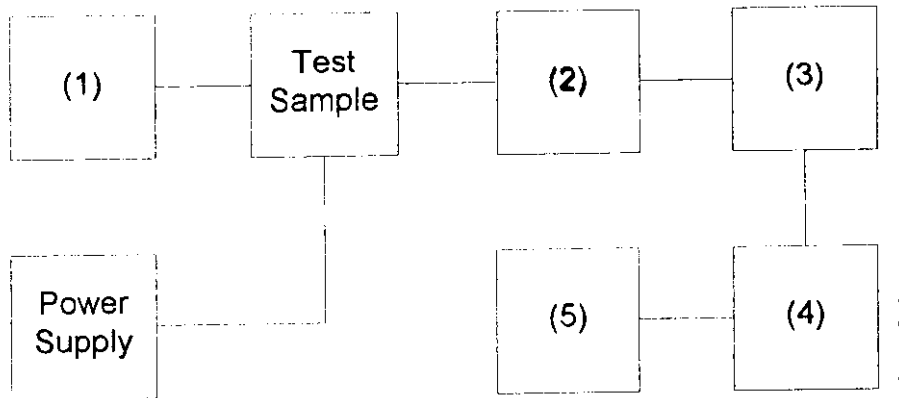 (1)
Test
Sample
(2)
(3)
Power
Supply
(5)
(4)